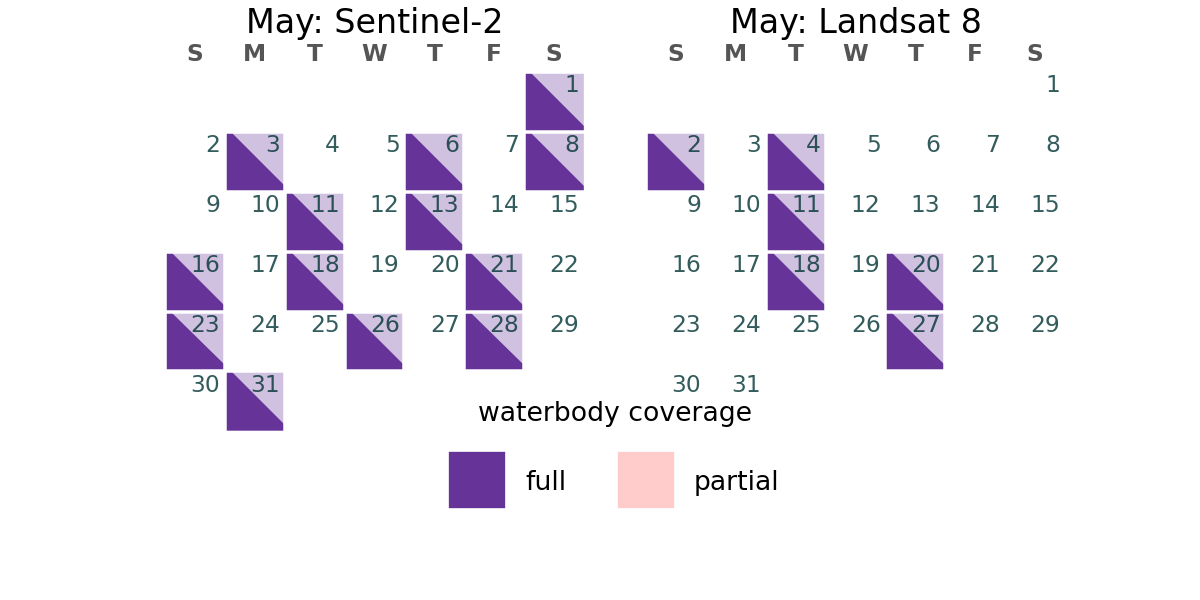 May: Sentinel-2
S M T W T F S
1
2 3 4 5 6 7 8
9 10 11 12 13 14 15
16 17 18 19 20 21 22
23 24 25 26 27 28 29
30 31
May: Landsat 8
S M T W T F S
1
2 3 4 5 6 7 8
9 10 11 12 13 14 15
16 17 18 19 20 21 22
23 24 25 26 27 28 29
30 31
waterbody coverage
full partial